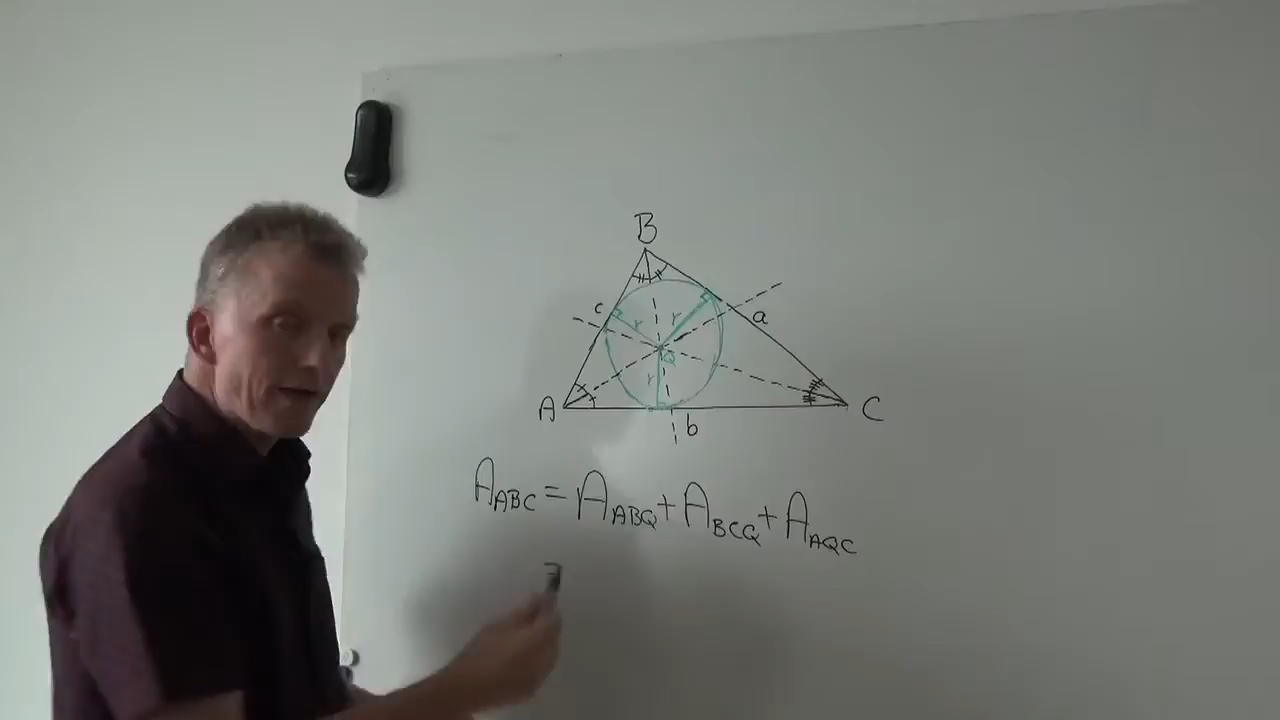 B
c
r
r
a
Q
r
A
C
b
A_ABC = A_ABQ + A_BCQ + A_AQC
=